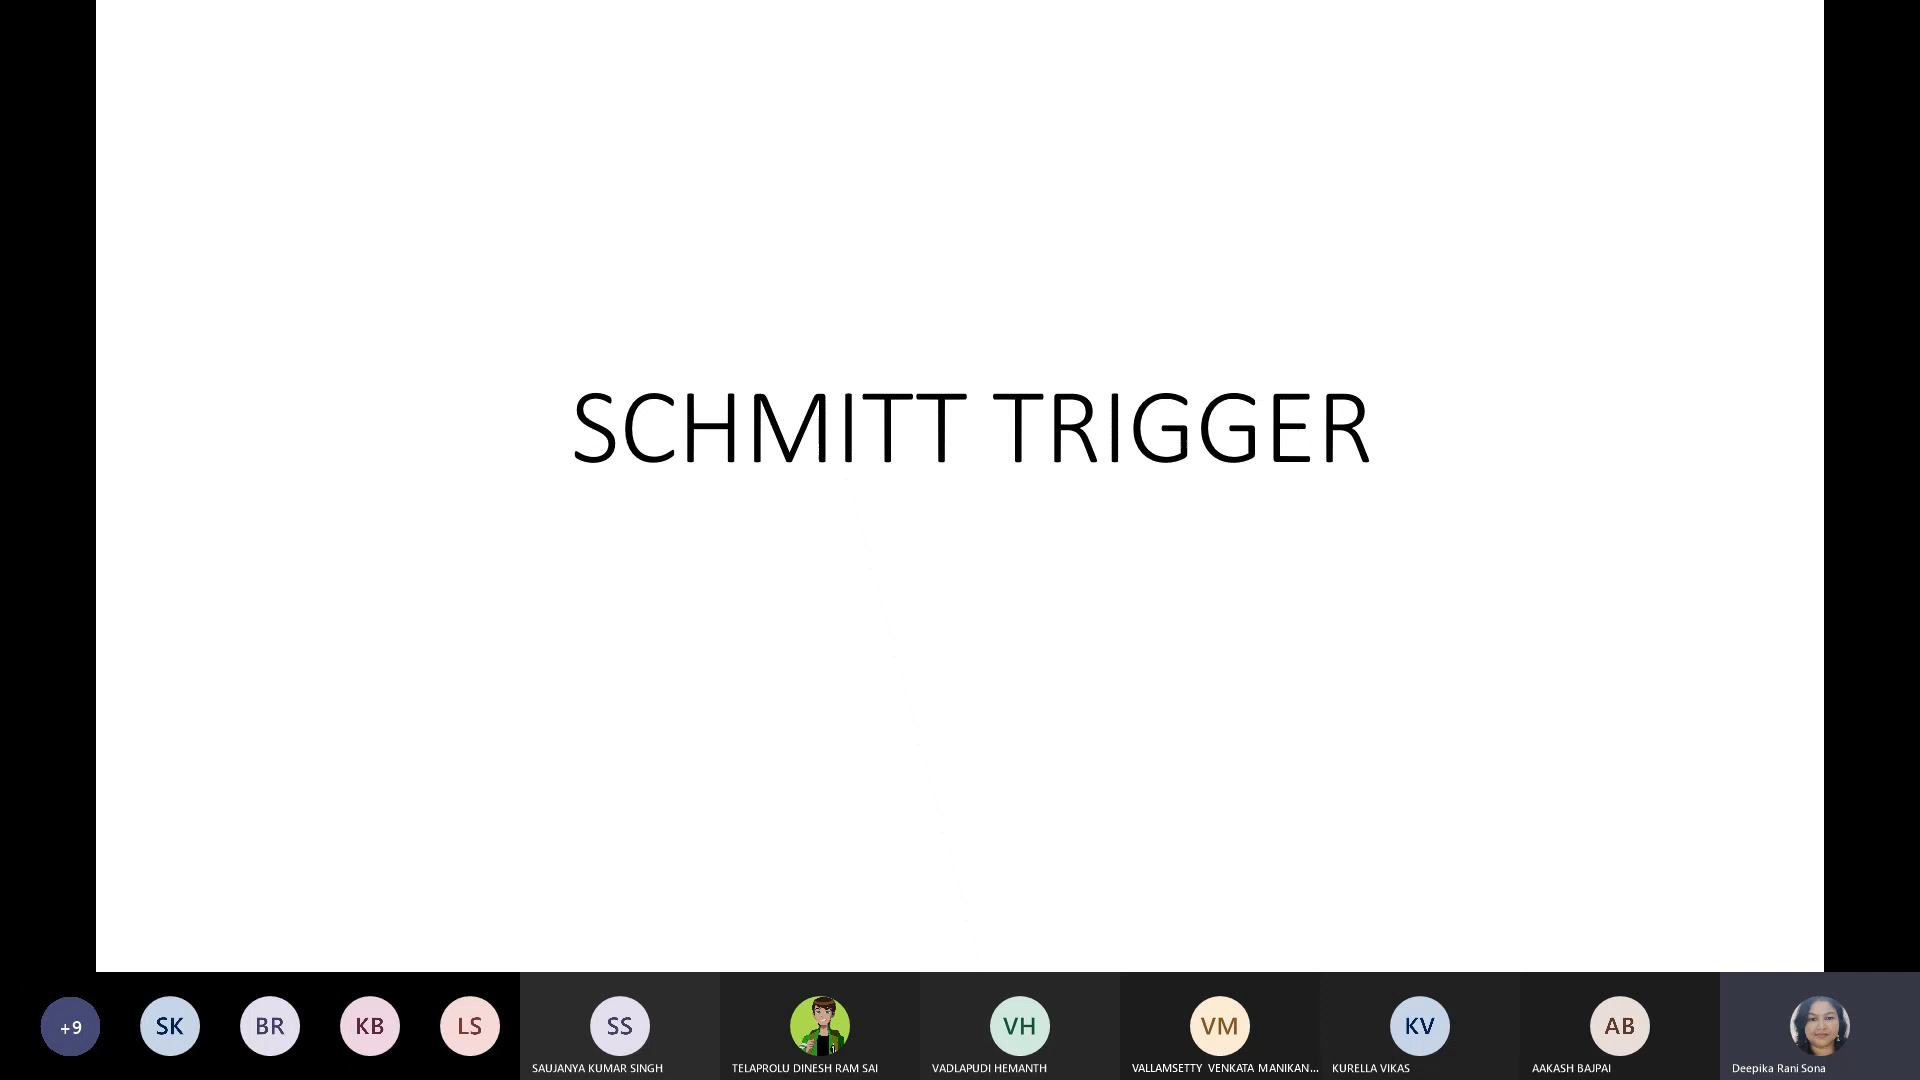 SCHMITT TRIGGER
+9
SK
BR
KB
LS
SS
VH
VM
KV
AB
SAUJANYA KUMAR SINGH
TELAPROLU DINESH RAM SAI
VADLAPUDI HEMANTH
VALLAMSETTY VENKATA MANIKAN...
KURELLA VIKAS
AAKASH BAJPAI
Deepika Rani Sona